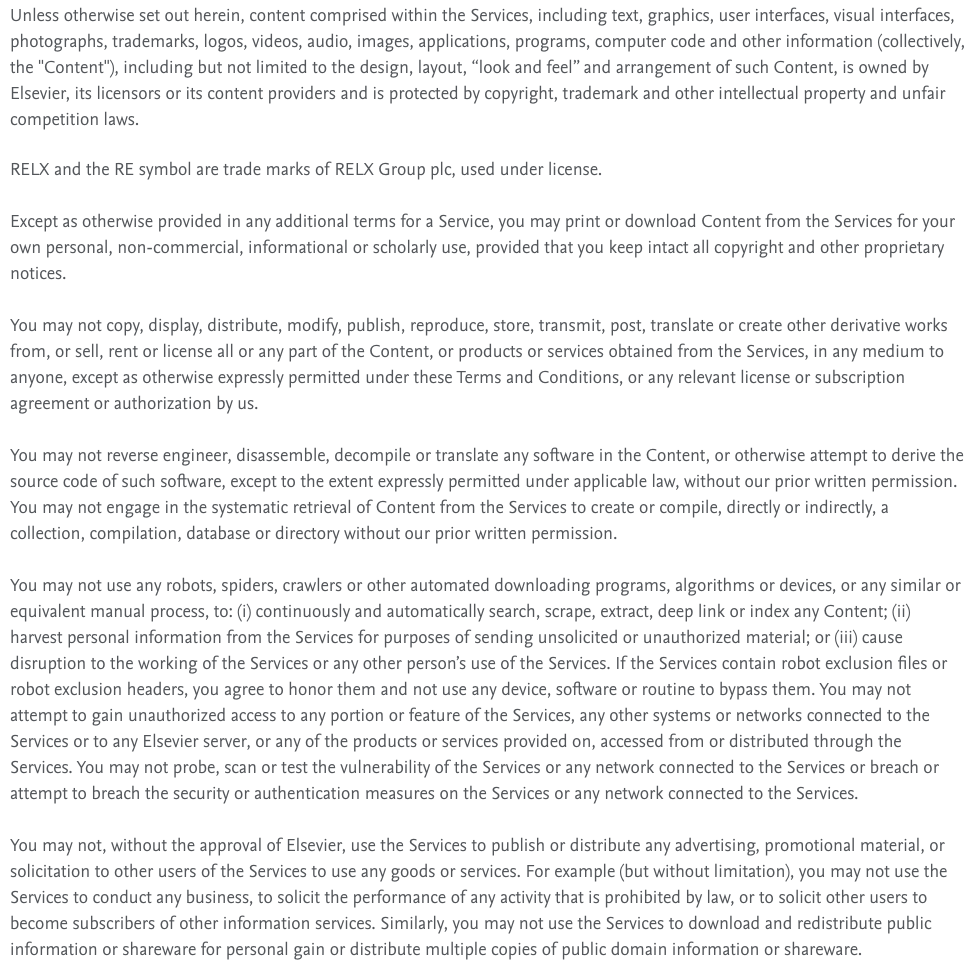 Unless otherwise set out herein, content comprised within the Services, including text, graphics, user interfaces, visual interfaces,
photographs, trademarks, logos, videos, audio, images, applications, programs, computer code and other information (collectively,
the "Content"), including but not limited to the design, layout, “look and feel” and arrangement of such Content, is owned by
Elsevier, its licensors or its content providers and is protected by copyright, trademark and other intellectual property and unfair
competition laws.
RELX and the RE symbol are trade marks of RELX Group plc, used under license.
Except as otherwise provided in any additional terms for a Service, you may print or download Content from the Services for your
own personal, non-commercial, informational or scholarly use, provided that you keep intact all copyright and other proprietary
notices.
You may not copy, display, distribute, modify, publish, reproduce, store, transmit, post, translate or create other derivative works
from, or sell, rent or license all or any part of the Content, or products or services obtained from the Services, in any medium to
anyone, except as otherwise expressly permitted under these Terms and Conditions, or any relevant license or subscription
agreement or authorization by us.
You may not reverse engineer, disassemble, decompile or translate any software in the Content, or otherwise attempt to derive the
source code of such software, except to the extent expressly permitted under applicable law, without our prior written permission.
You may not engage in the systematic retrieval of Content from the Services to create or compile, directly or indirectly, a
collection, compilation, database or directory without our prior written permission.
You may not use any robots, spiders, crawlers or other automated downloading programs, algorithms or devices, or any similar or
equivalent manual process, to: (i) continuously and automatically search, scrape, extract, deep link or index any Content; (ii)
harvest personal information from the Services for purposes of sending unsolicited or unauthorized material; or (iii) cause
disruption to the working of the Services or any other person’s use of the Services. If the Services contain robot exclusion files or
robot exclusion headers, you agree to honor them and not use any device, software or routine to bypass them. You may not
attempt to gain unauthorized access to any portion or feature of the Services, any other systems or networks connected to the
Services or to any Elsevier server, or any of the products or services provided on, accessed from or distributed through the
Services. You may not probe, scan or test the vulnerability of the Services or any network connected to the Services or breach or
attempt to breach the security or authentication measures on the Services or any network connected to the Services.
You may not, without the approval of Elsevier, use the Services to publish or distribute any advertising, promotional material, or
solicitation to other users of the Services to use any goods or services. For example (but without limitation), you may not use the
Services to conduct any business, to solicit the performance of any activity that is prohibited by law, or to solicit other users to
become subscribers of other information services. Similarly, you may not use the Services to download and redistribute public
information or shareware for personal gain or distribute multiple copies of public domain information or shareware.